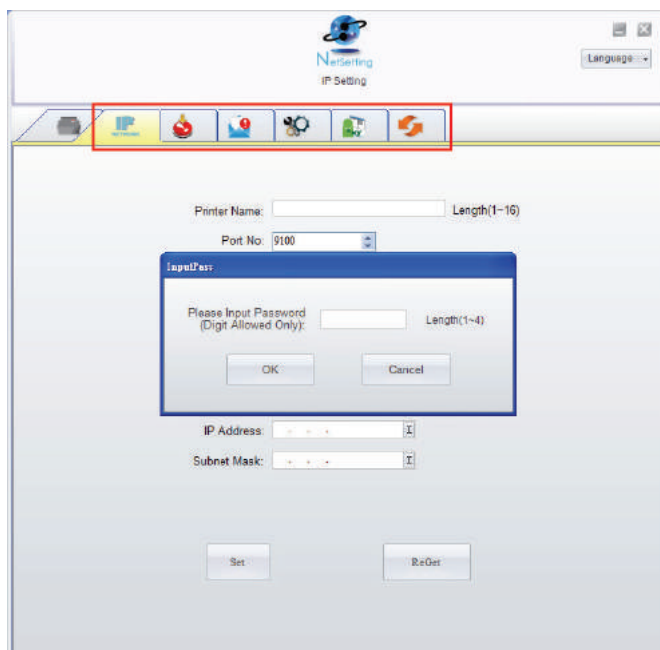 NetSetting
Language
IP Setting
IP
Printer Name: Length(1~16)
Port No: 9100
InputPass
Please Input Password
(Digit Allowed Only): Length(1~4)
OK Cancel
IP Address: . . .
Subnet Mask: . . .
Set ReGet